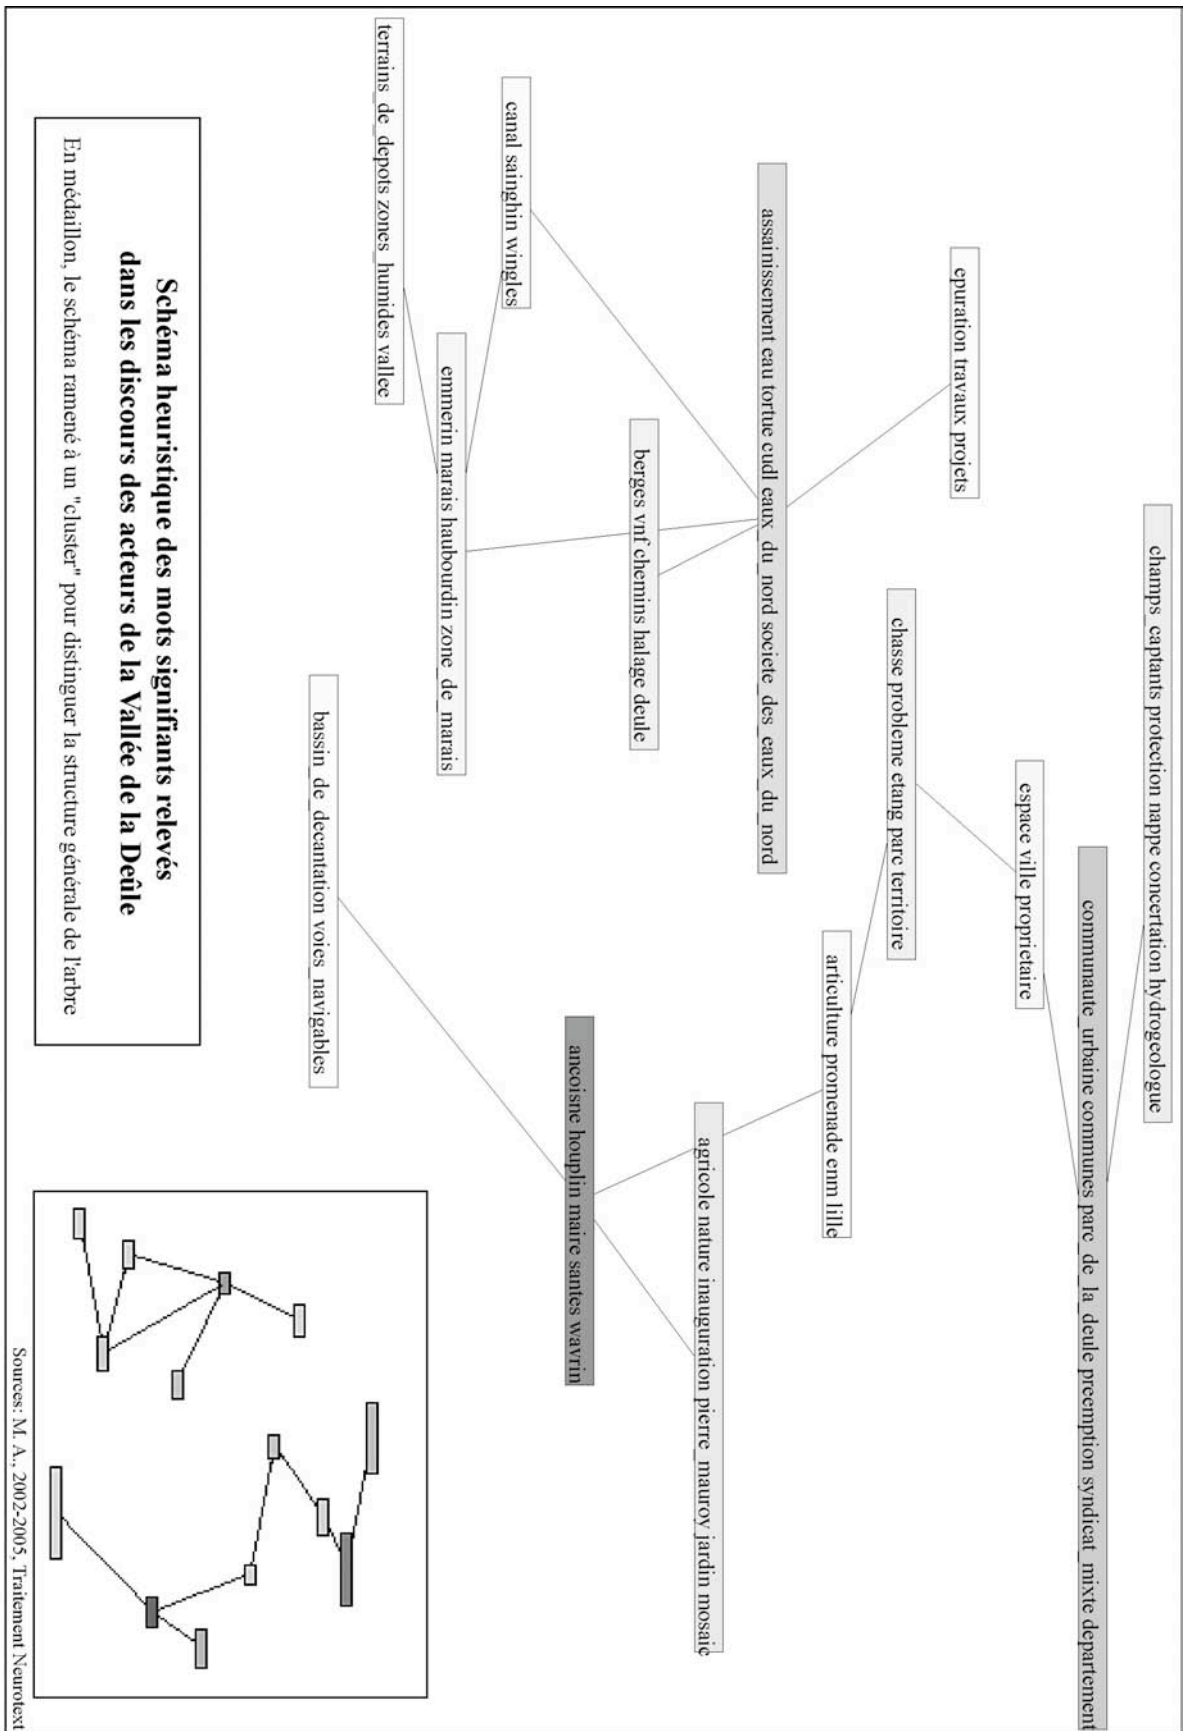 champs_captants protection nappe concertation hydrogeologue
communaute_urbaine communes parc_de_la_deule preemption syndicat_mixte departement
espace ville proprietaire
epuration travaux projets
chasse probleme etang parc territoire
articulture promenade enm lille
assainissement eau tortue cudl eaux_du_nord societe_des_eaux_du_nord
agricole nature inauguration pierre_mauroy jardin mosaic
berges vnf chemins halage deule
ancoisne houplin maire santes wavrin
canal sainghin wingles
emmerin marais haubourdin zone_de_marais
terrains_de_depots zones_humides vallee
bassin_de_decantation voies_navigables
Schéma heuristique des mots signifiants relevés
dans les discours des acteurs de la Vallée de la Deûle
En médaillon, le schéma ramené à un "cluster" pour distinguer la structure générale de l'arbre
Sources: M. A., 2002-2005, Traitement Neurotext